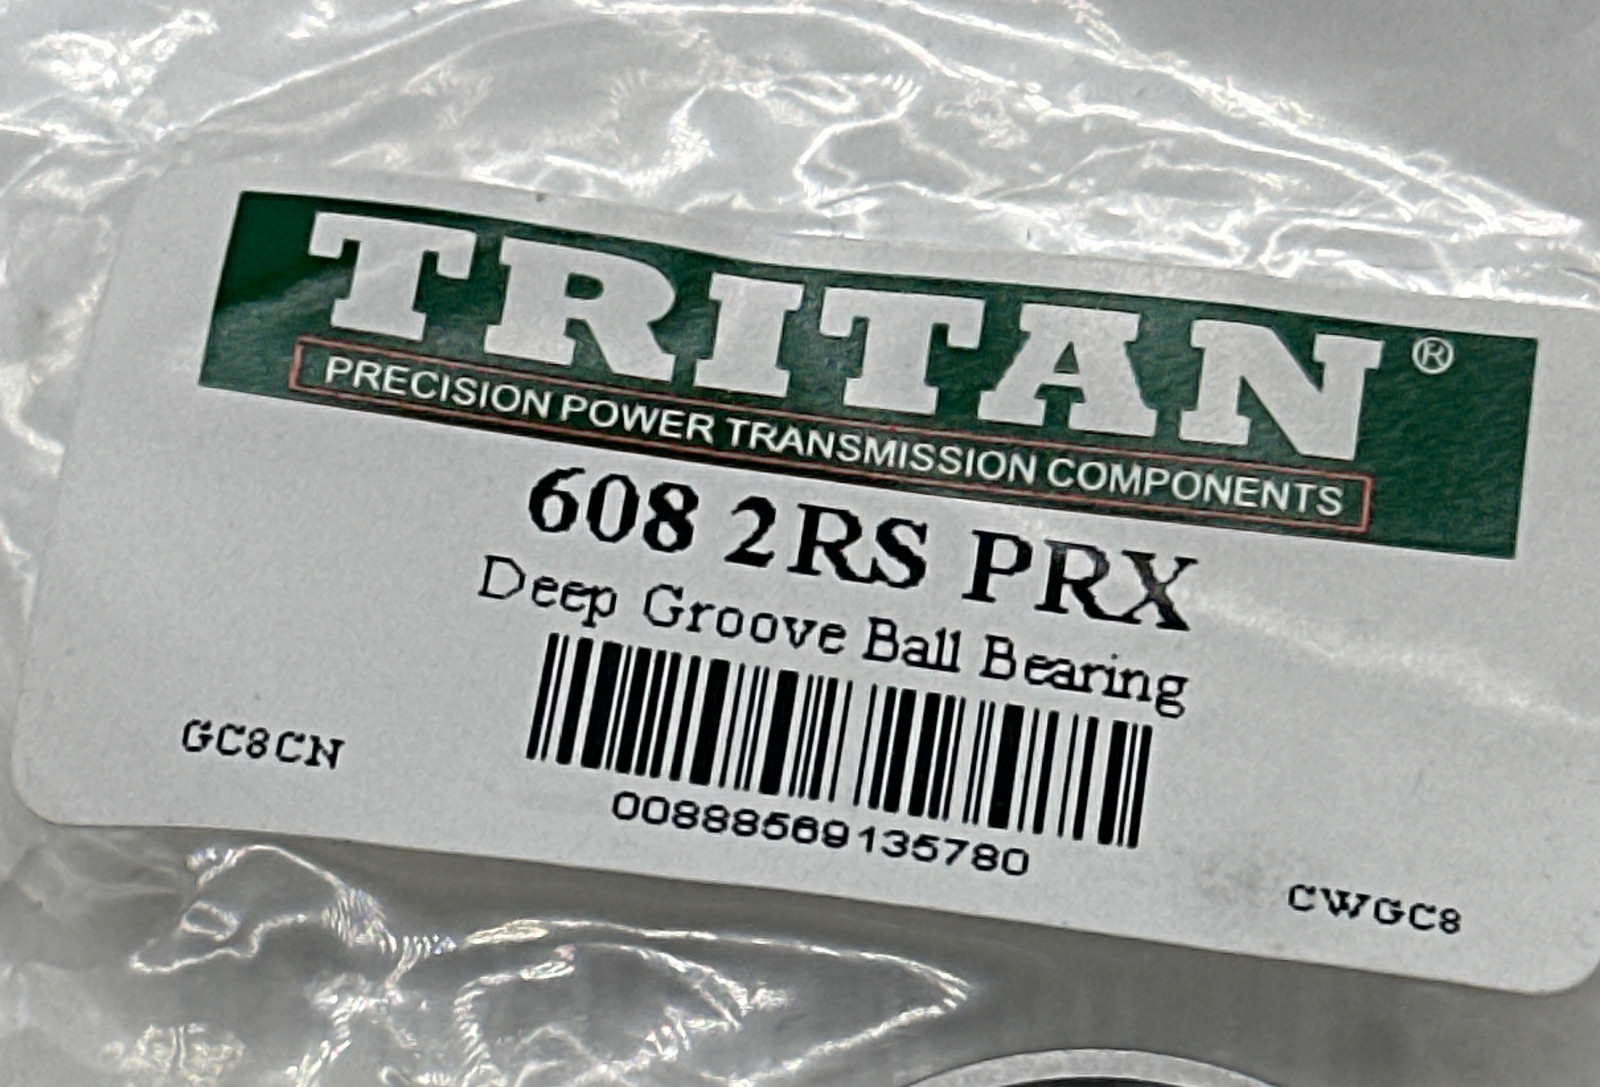 TRITAN®
PRECISION POWER TRANSMISSION COMPONENTS
608 2RS PRX
Deep Groove Ball Bearing
00888569135780
GC8CN
CWGC8